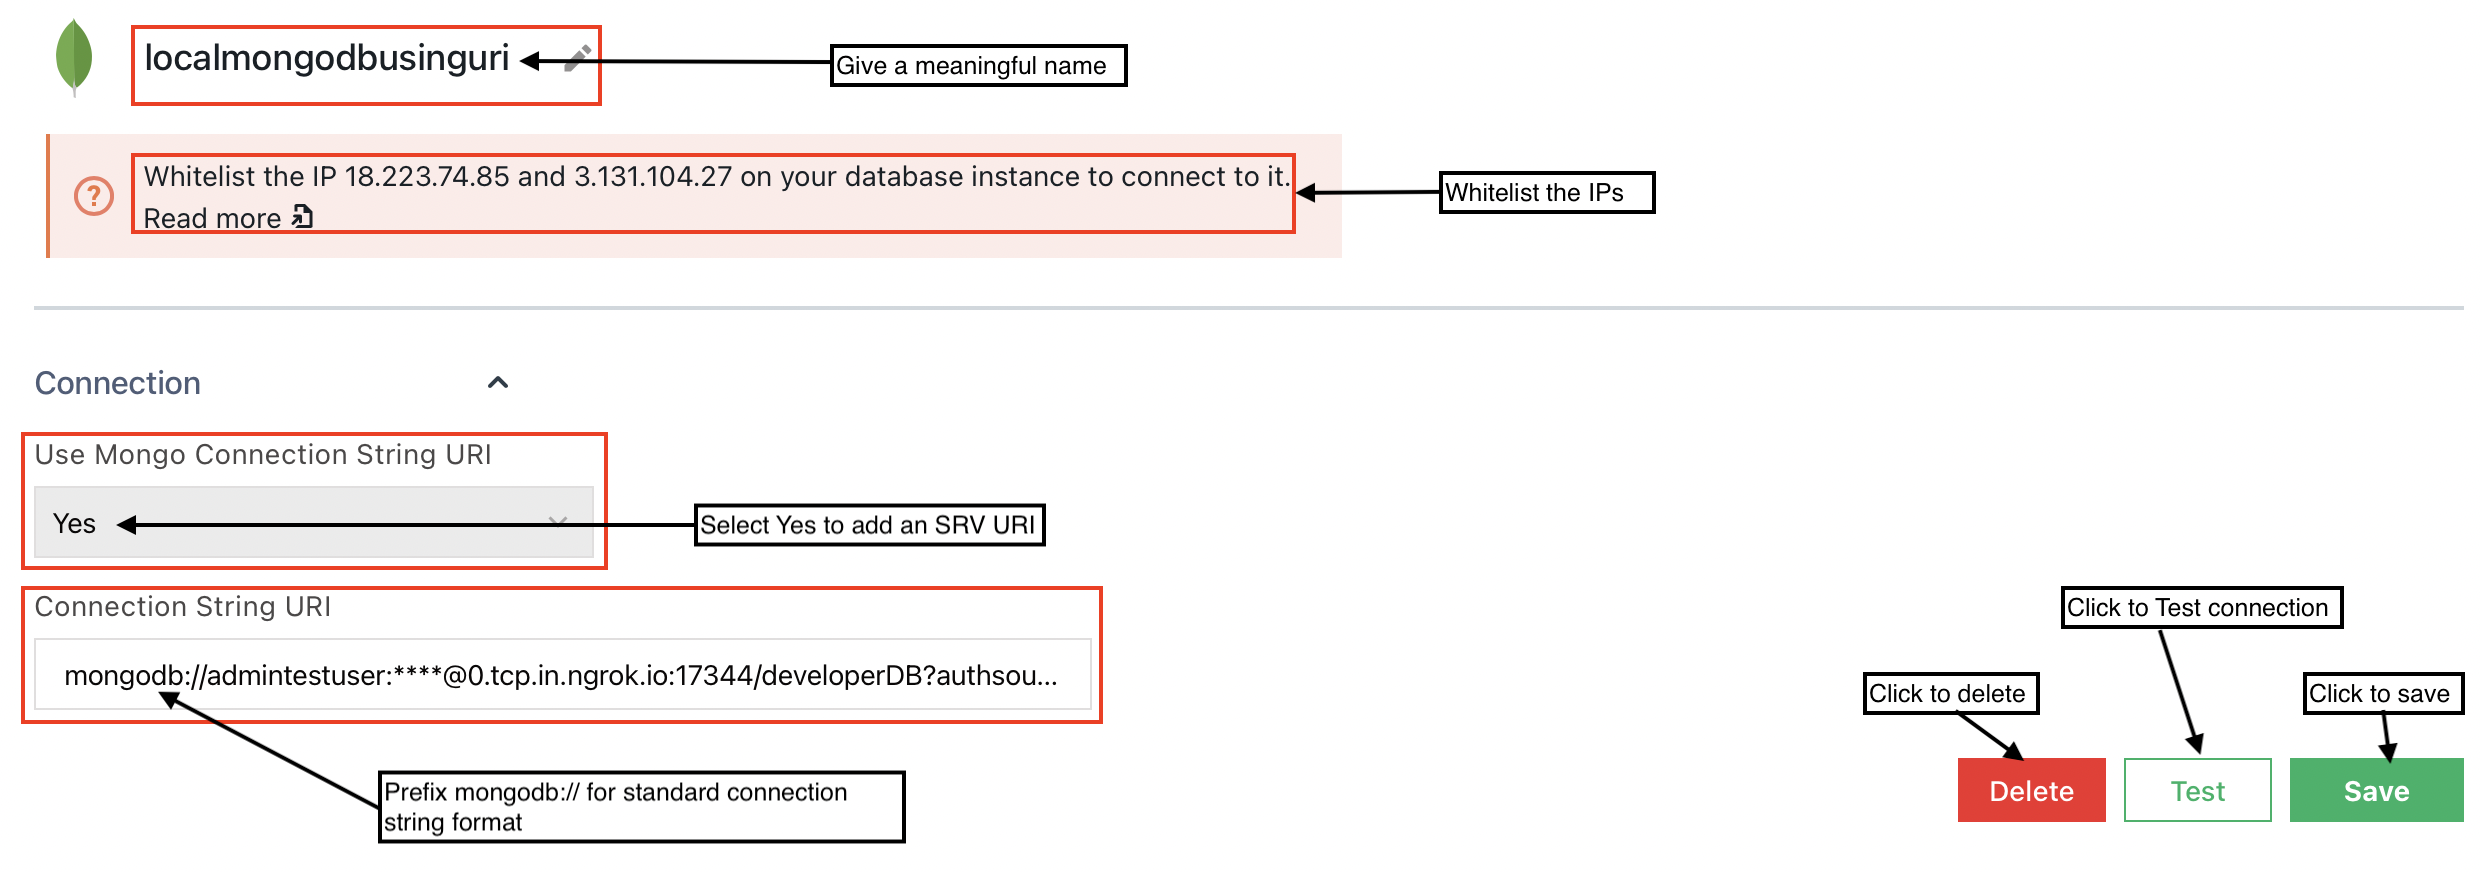 localmongodbusinguri
Give a meaningful name
Whitelist the IP 18.223.74.85 and 3.131.104.27 on your database instance to connect to it.
Read more
Whitelist the IPs
Connection
Use Mongo Connection String URI
Yes
Select Yes to add an SRV URI
Connection String URI
mongodb://admintestuser:****@0.tcp.in.ngrok.io:17344/developerDB?authsou...
Prefix mongodb:// for standard connection
string format
Click to Test connection
Click to delete
Click to save
Delete
Test
Save